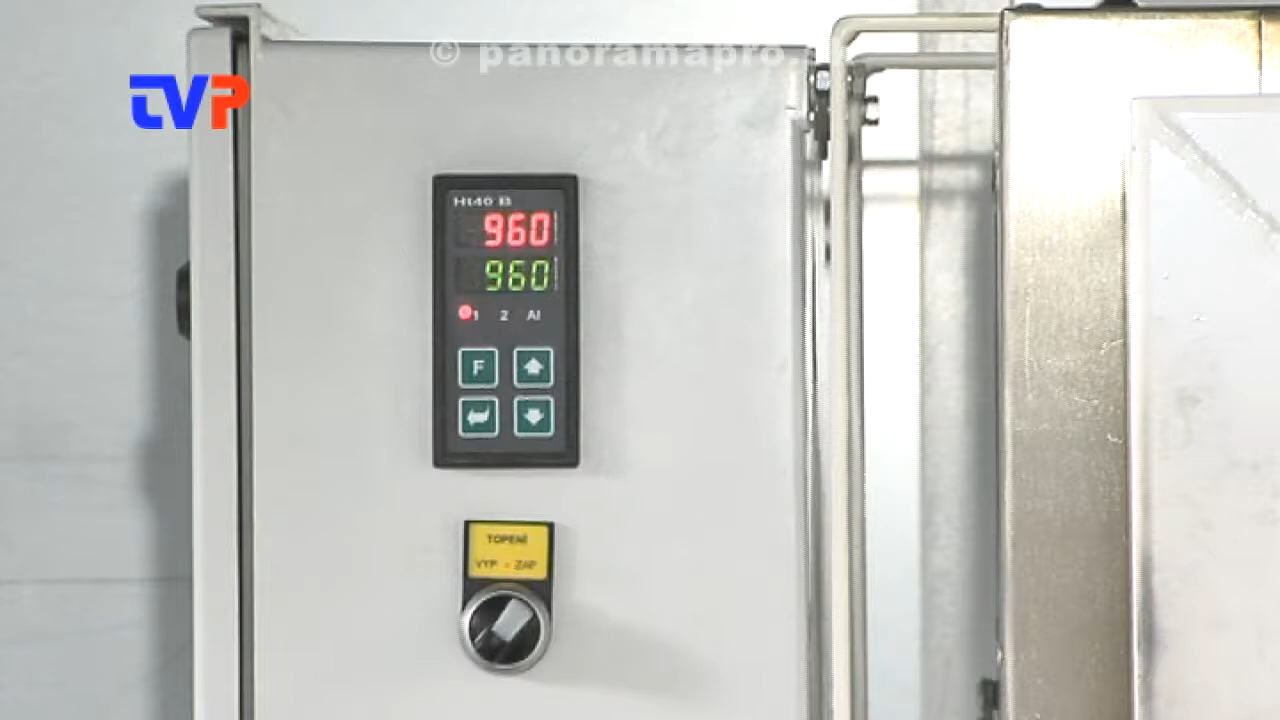 © panoramapro.
TVP
Ht40 B
960
960
1 2 Al
F
TOPENÍ
VYP - ZAP